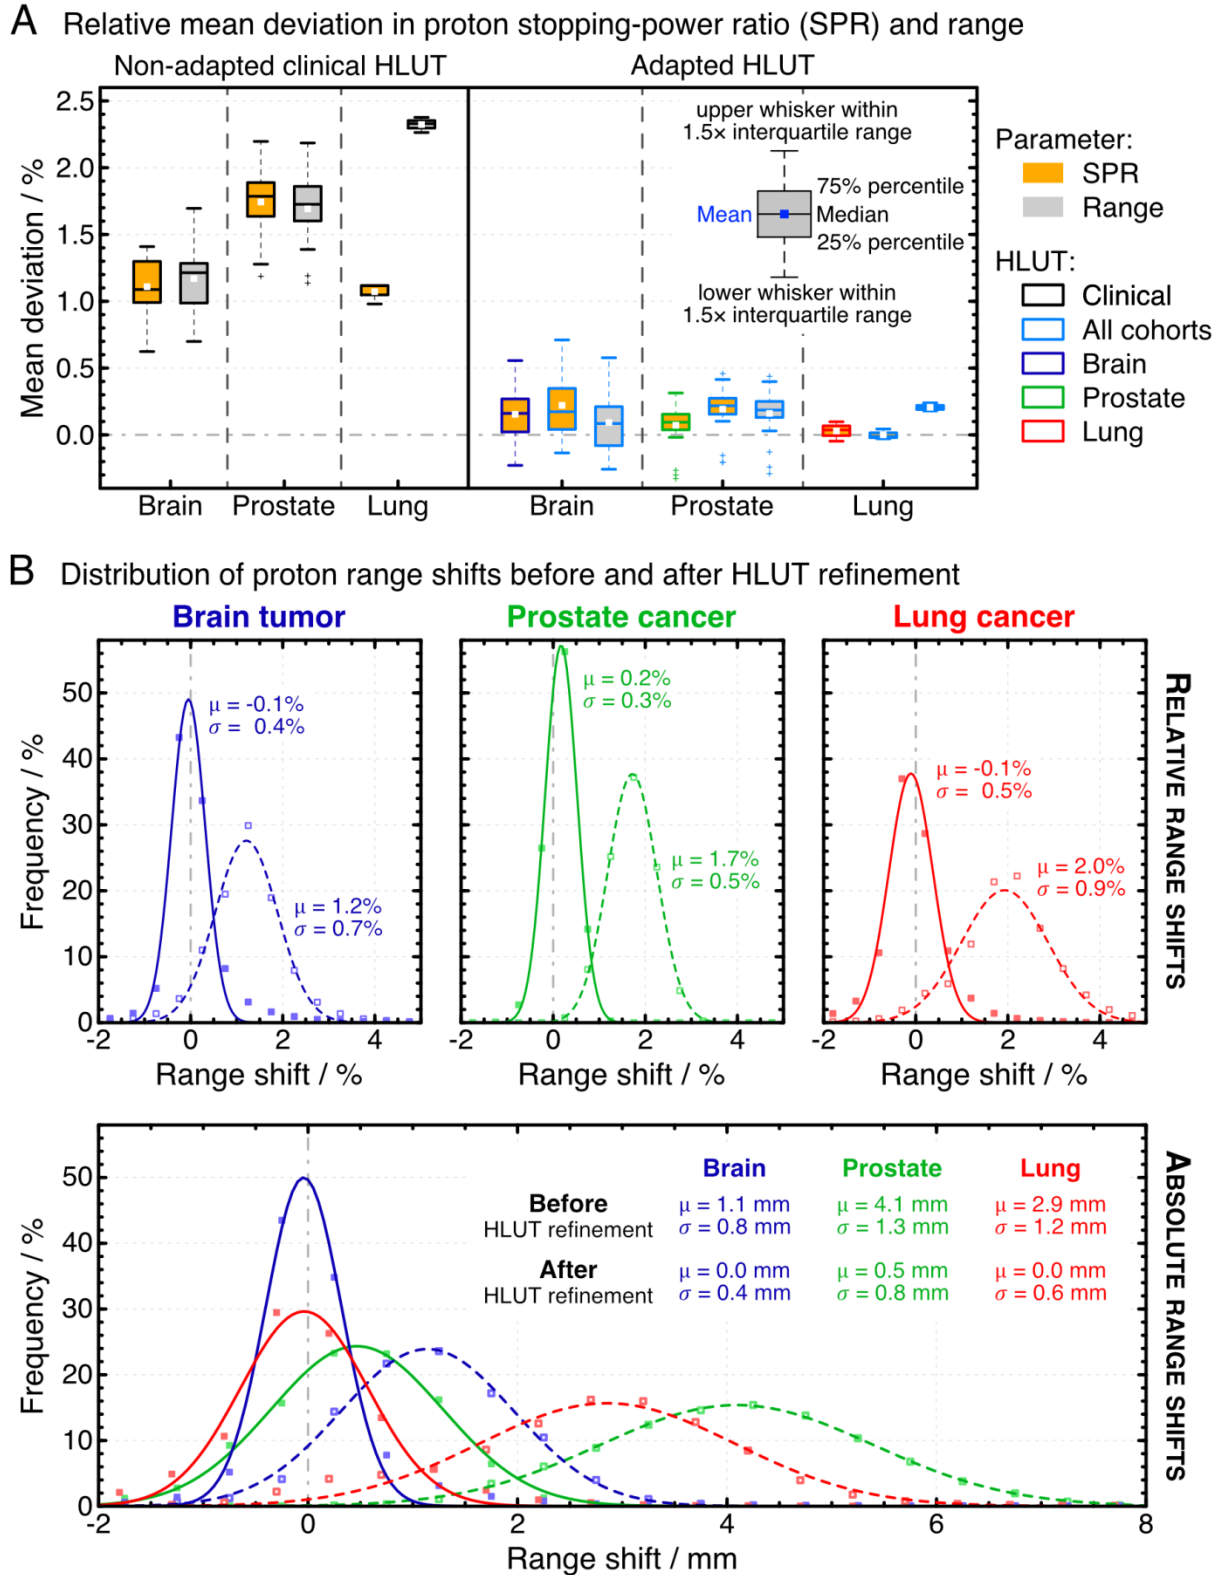 A Relative mean deviation in proton stopping-power ratio (SPR) and range
Non-adapted clinical HLUT
Adapted HLUT
Mean deviation / %
2.5
2.0
1.5
1.0
0.5
0.0
upper whisker within
1.5× interquartile range
75% percentile
Mean
Median
25% percentile
lower whisker within
1.5× interquartile range
Brain
Prostate
Lung
Brain
Prostate
Lung
Parameter:
SPR
Range
HLUT:
Clinical
All cohorts
Brain
Prostate
Lung
B Distribution of proton range shifts before and after HLUT refinement
Brain tumor
Prostate cancer
Lung cancer
Frequency / %
50
40
30
20
10
0
μ = -0.1%
σ = 0.4%
μ = 1.2%
σ = 0.7%
-2 0 2 4
Range shift / %
μ = 0.2%
σ = 0.3%
μ = 1.7%
σ = 0.5%
-2 0 2 4
Range shift / %
μ = -0.1%
σ = 0.5%
μ = 2.0%
σ = 0.9%
-2 0 2 4
Range shift / %
RELATIVE RANGE SHIFTS
Frequency / %
50
40
30
20
10
0
Brain Prostate Lung
Before
HLUT refinement
μ = 1.1 mm μ = 4.1 mm μ = 2.9 mm
σ = 0.8 mm σ = 1.3 mm σ = 1.2 mm
After
HLUT refinement
μ = 0.0 mm μ = 0.5 mm μ = 0.0 mm
σ = 0.4 mm σ = 0.8 mm σ = 0.6 mm
-2 0 2 4 6 8
Range shift / mm
ABSOLUTE RANGE SHIFTS